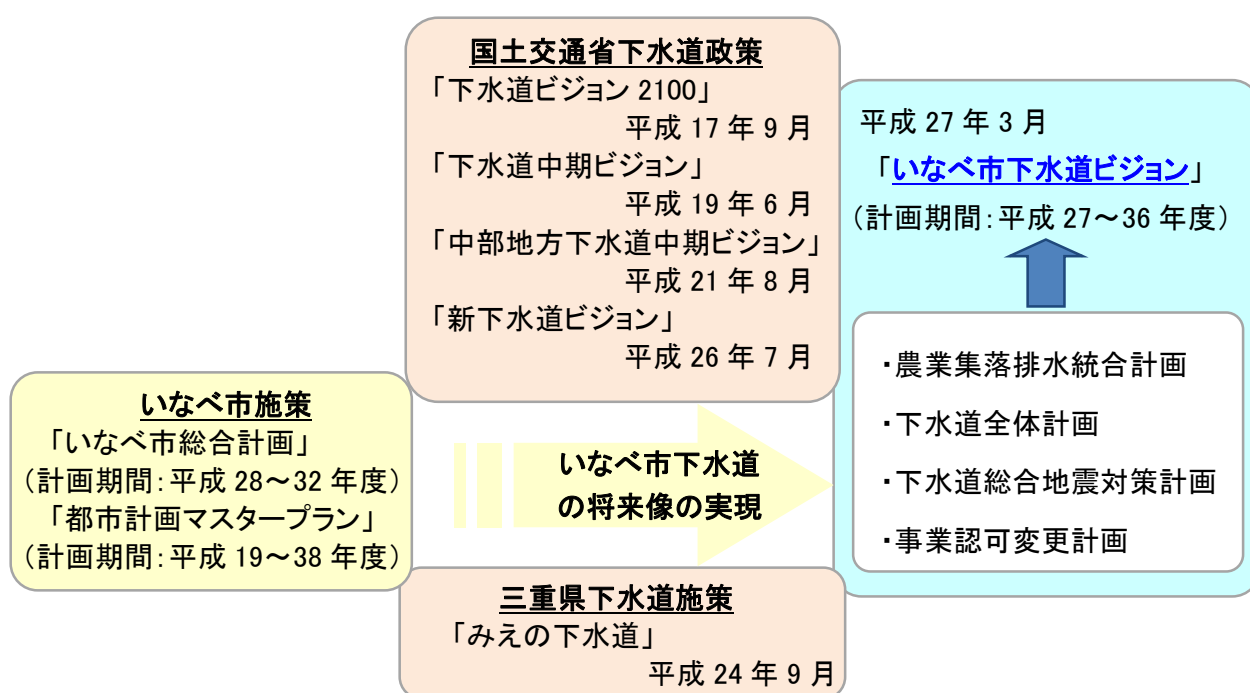 国土交通省下水道政策
「下水道ビジョン 2100」
平成 17 年 9 月
「下水道中期ビジョン」
平成 19 年 6 月
「中部地方下水道中期ビジョン」
平成 21 年 8 月
「新下水道ビジョン」
平成 26 年 7 月
いなべ市施策
「いなべ市総合計画」
（計画期間：平成 28～32 年度）
「都市計画マスタープラン」
（計画期間：平成 19～38 年度）
いなべ市下水道
の将来像の実現
三重県下水道施策
「みえの下水道」
平成 24 年 9 月
平成 27 年 3 月
「いなべ市下水道ビジョン」
（計画期間：平成 27～36 年度）
・農業集落排水統合計画
・下水道全体計画
・下水道総合地震対策計画
・事業認可変更計画